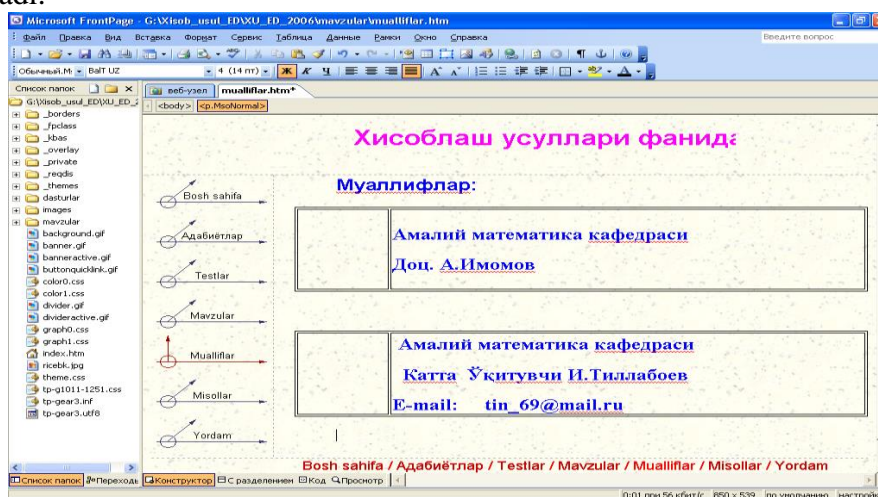 adi.
Microsoft FrontPage - G:\Xisob_usul_ED\XU_ED_2006\mavzular\mualliflar.htm
Файл Правка Вид Вставка Формат Сервис Таблица Данные Рамки Окно Справка
Введите вопрос
Обычный.Мs BalT UZ 4 (14 пт) Ж К Ч
Список папок
веб-узел mualliflar.htm*
<body> <p.MsoNormal>
G:\Xisob_usul_ED\XU_ED_2
_borders
_fpclass
_kbas
_overlay
_private
_reqdis
_themes
dasturlar
images
mavzular
background.gif
banner.gif
banneractive.gif
buttonquicklink.gif
color0.css
color1.css
divider.gif
divideractive.gif
graph0.css
graph1.css
index.htm
ricebk.jpg
theme.css
tp-g1011-1251.css
tp-gear3.inf
tp-gear3.utf8
Хисоблаш усуллари фанида
Bosh sahifa
Адабиётлар
Testlar
Mavzular
Mualliflar
Misollar
Yordam
Муаллифлар:
Амалий математика кафедраси
Доц. А.Имомов
Амалий математика кафедраси
Катта Ўқитувчи И.Тиллабоев
E-mail: tin_69@mail.ru
Bosh sahifa / Адабиётлар / Testlar / Mavzular / Mualliflar / Misollar / Yordam
Список папок Переходы Конструктор С разделением Код Просмотр
0:01 при 56 кбит/с 850 x 539 по умолчанию настрой